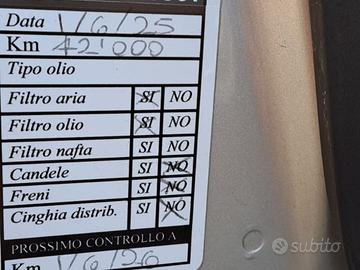 Data 1/6/25
Km 42'000
Tipo olio
Filtro aria SI NO
Filtro olio SI NO
Filtro nafta SI NO
Candele SI NO
Freni SI NO
Cinghia distrib. SI NO
PROSSIMO CONTROLLO A
Km 1/6/26
subito